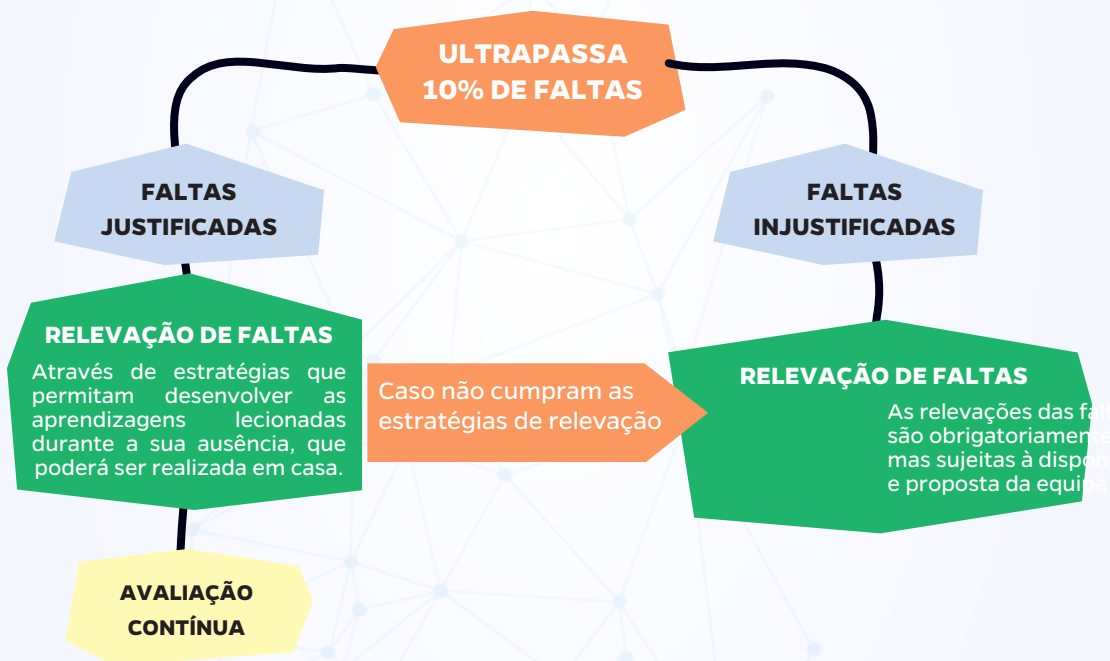 ULTRAPASSA
10% DE FALTAS
FALTAS
JUSTIFICADAS
FALTAS
INJUSTIFICADAS
RELEVAÇÃO DE FALTAS
Através de estratégias que
permitam desenvolver as
aprendizagens lecionadas
durante a sua ausência, que
poderá ser realizada em casa.
Caso não cumpram as
estratégias de relevação
RELEVAÇÃO DE FALTAS
As relevações das
são obrigatoriamente
mas sujeitas à
e proposta da equipa
AVALIAÇÃO
CONTÍNUA